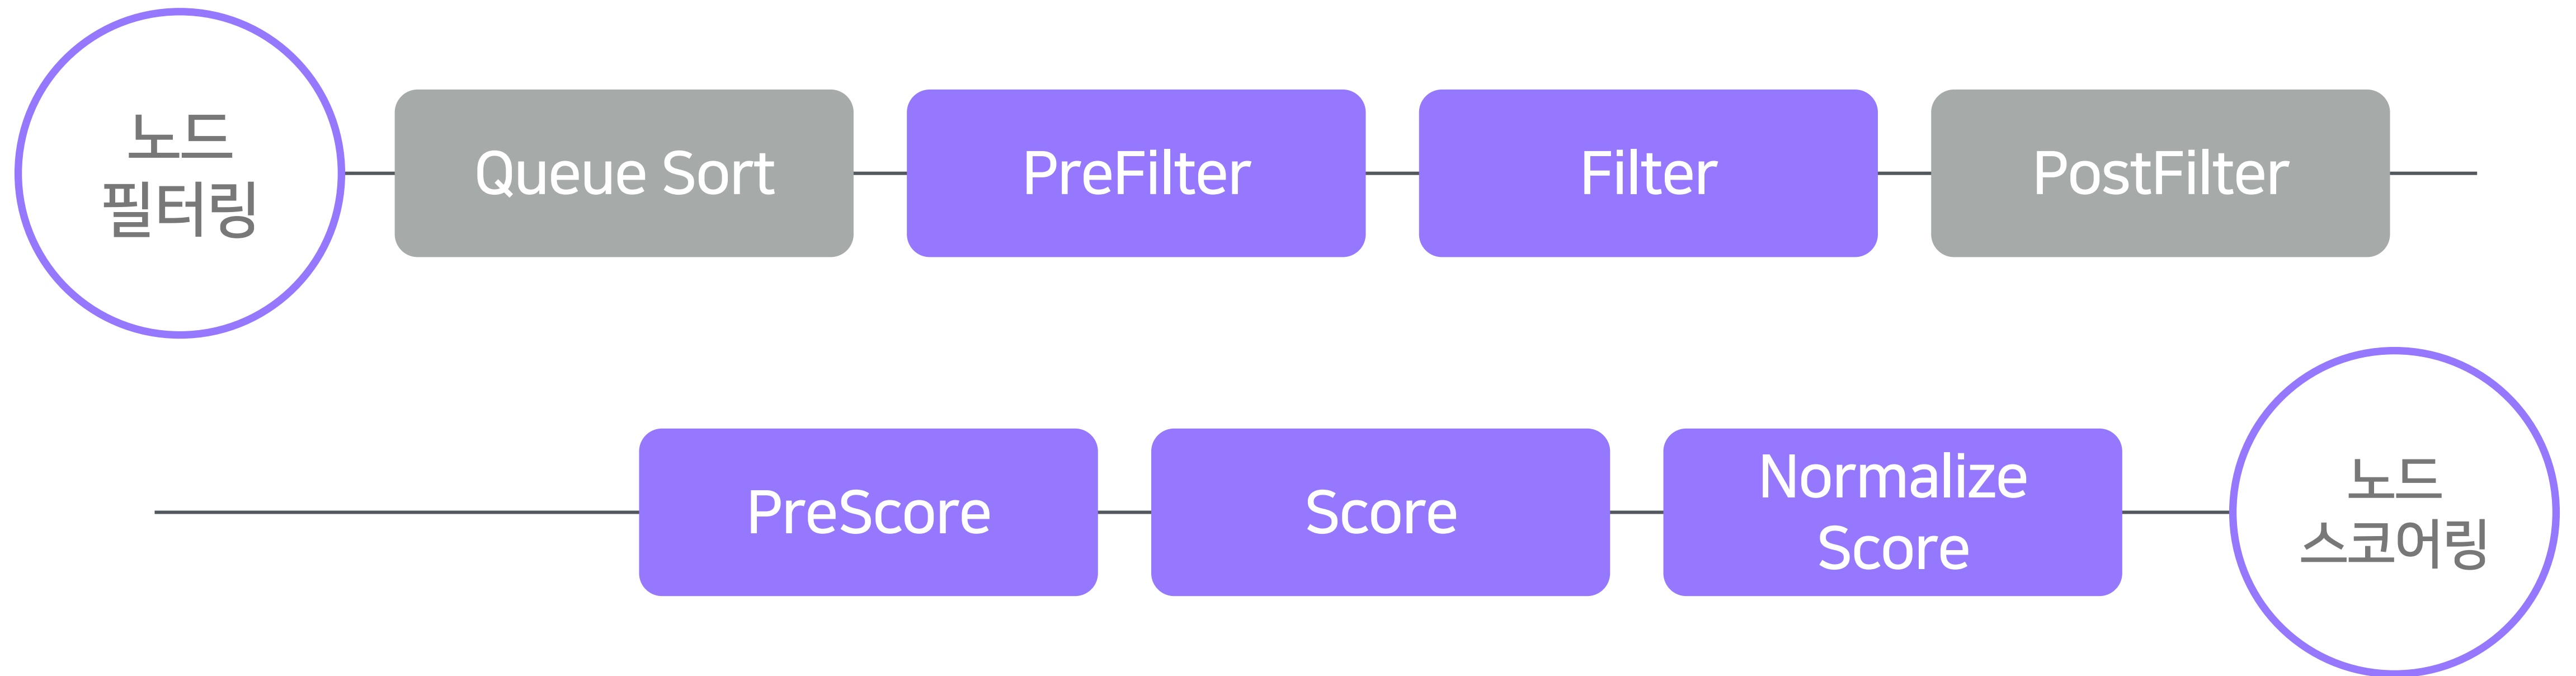 노드
필터링
Queue Sort
PreFilter
Filter
PostFilter
PreScore
Score
Normalize
Score
노드
스코어링